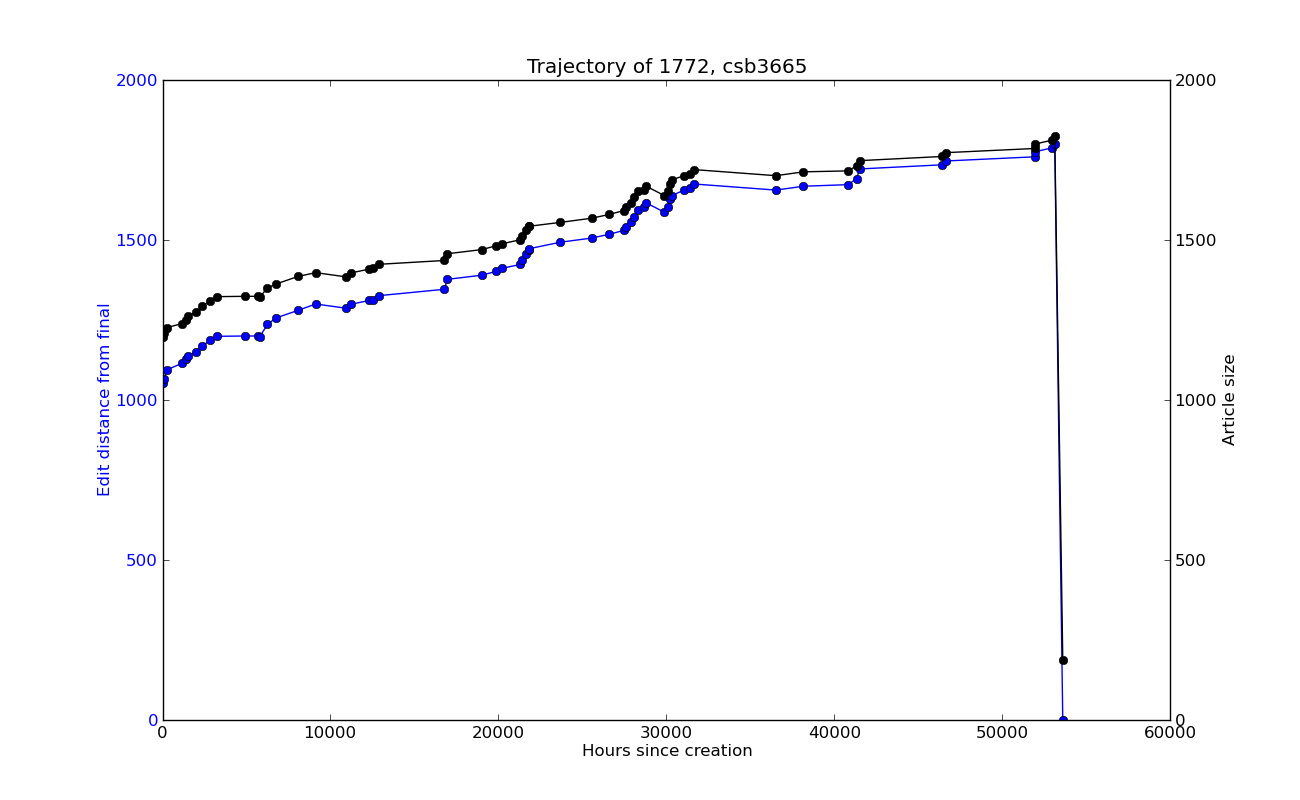 Trajectory of 1772, csb3665
2000
2000
1500
1500
Edit distance from final
Article size
1000
1000
500
500
0
0
0 10000 20000 30000 40000 50000 60000
Hours since creation